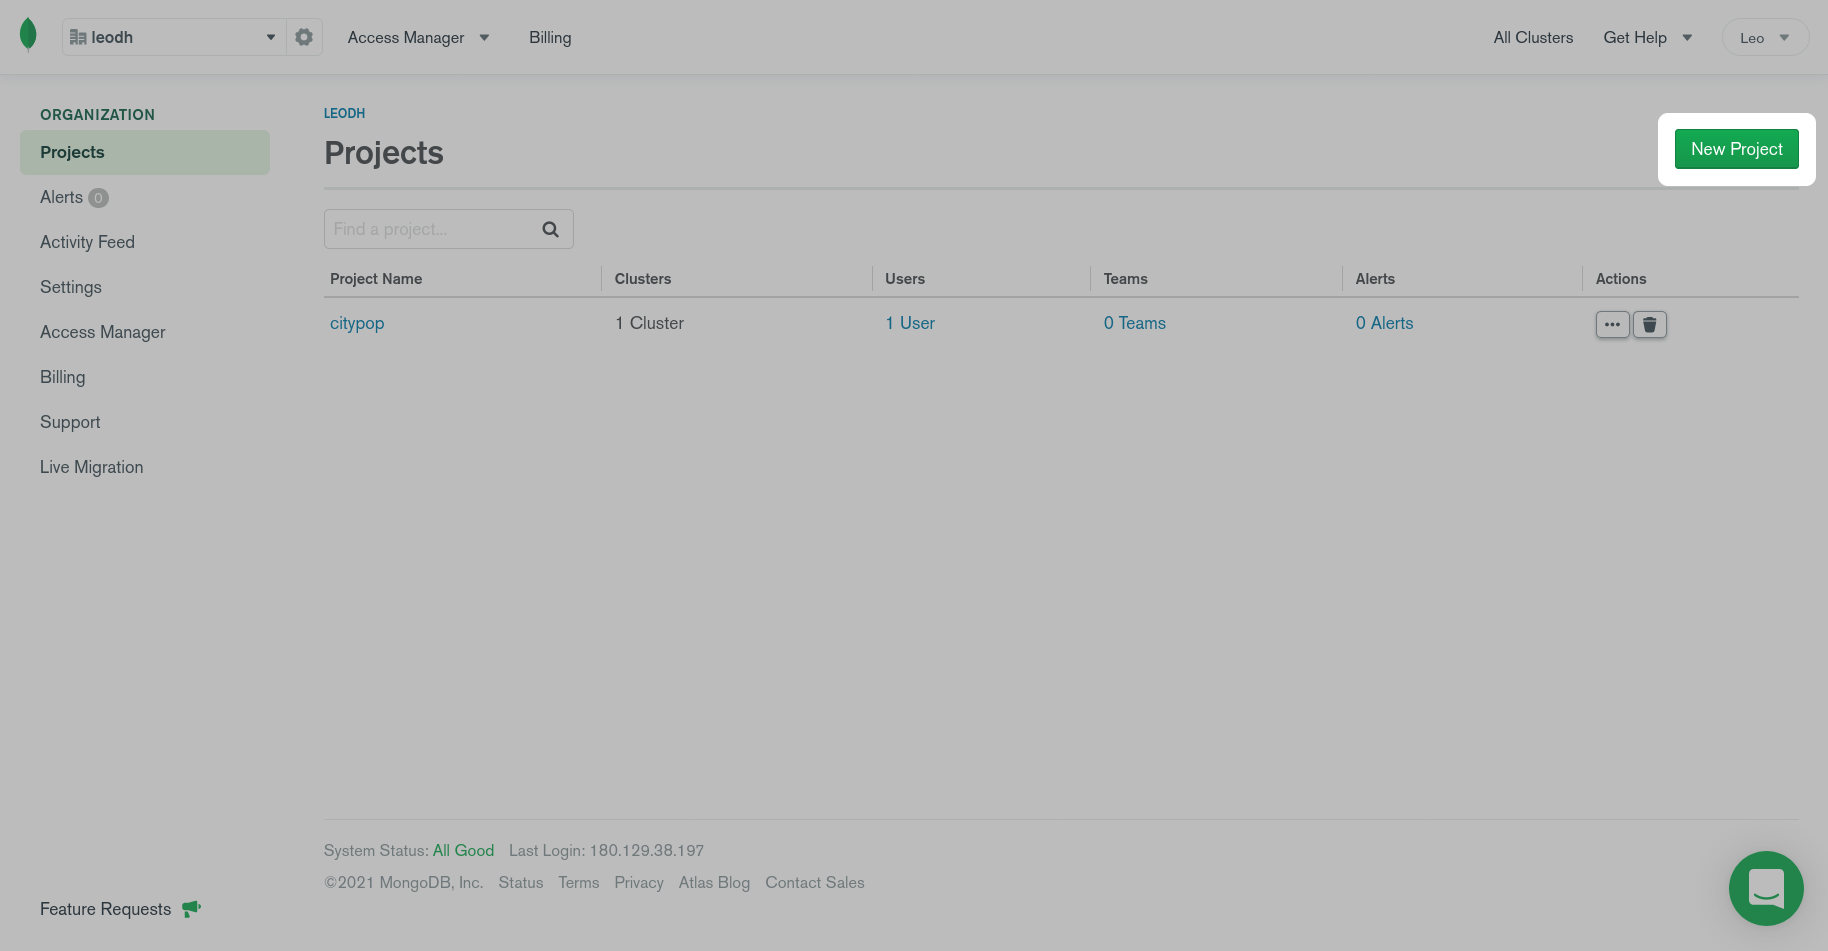 leodh Access Manager Billing All Clusters Get Help Leo
ORGANIZATION
Projects
Alerts 0
Activity Feed
Settings
Access Manager
Billing
Support
Live Migration
Feature Requests
LEODH
Projects
New Project
Find a project...
Project Name Clusters Users Teams Alerts Actions
citypop 1 Cluster 1 User 0 Teams 0 Alerts
System Status: All Good Last Login: 180.129.38.197
©2021 MongoDB, Inc. Status Terms Privacy Atlas Blog Contact Sales